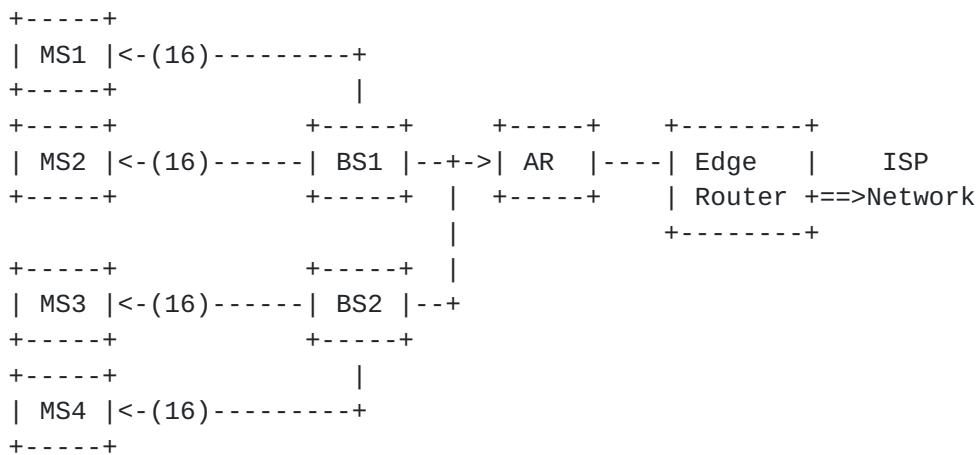 +-----+
| MS1 |<-(16)---------+
+-----+              |
+-----+           +-----+     +-----+    +--------+
| MS2 |<-(16)------| BS1 |--+->| AR  |----| Edge   |    ISP
+-----+           +-----+  |  +-----+    | Router +==>Network
                           |             +--------+
+-----+           +-----+  |
| MS3 |<-(16)------| BS2 |--+
+-----+           +-----+
+-----+              |
| MS4 |<-(16)---------+
+-----+